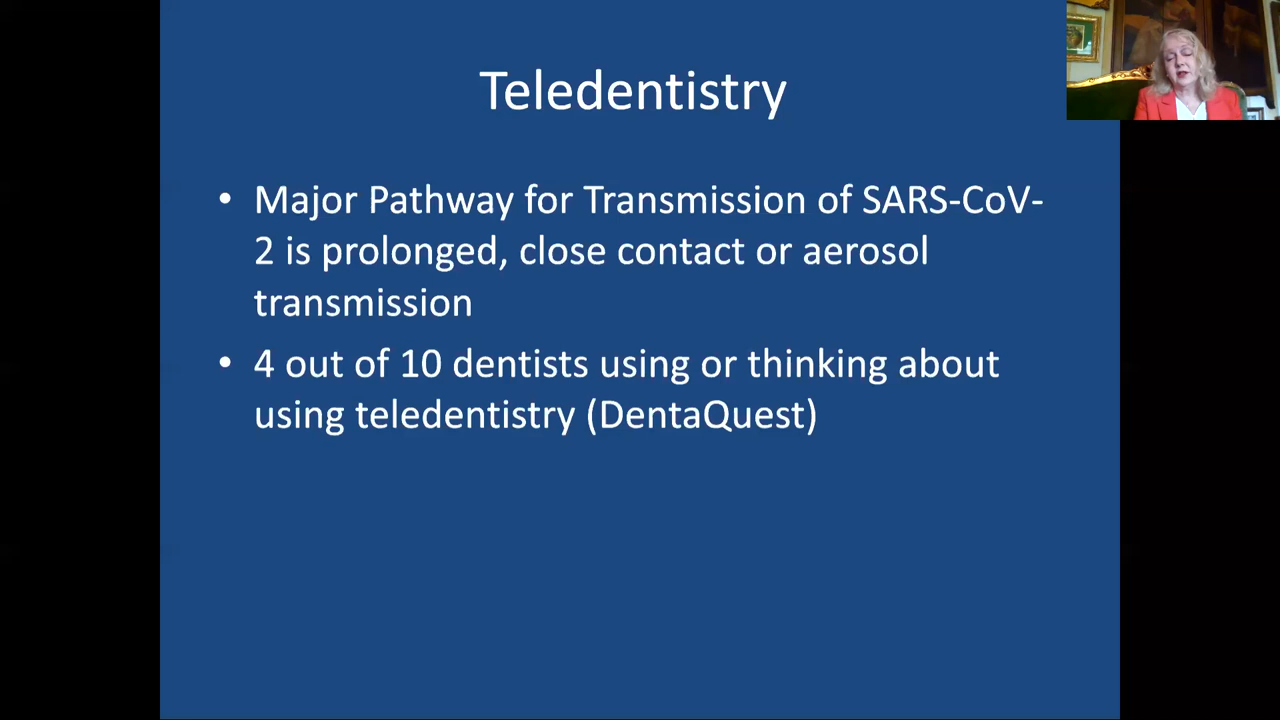 Teledentistry
• Major Pathway for Transmission of SARS-CoV-
2 is prolonged, close contact or aerosol
transmission
• 4 out of 10 dentists using or thinking about
using teledentistry (DentaQuest)